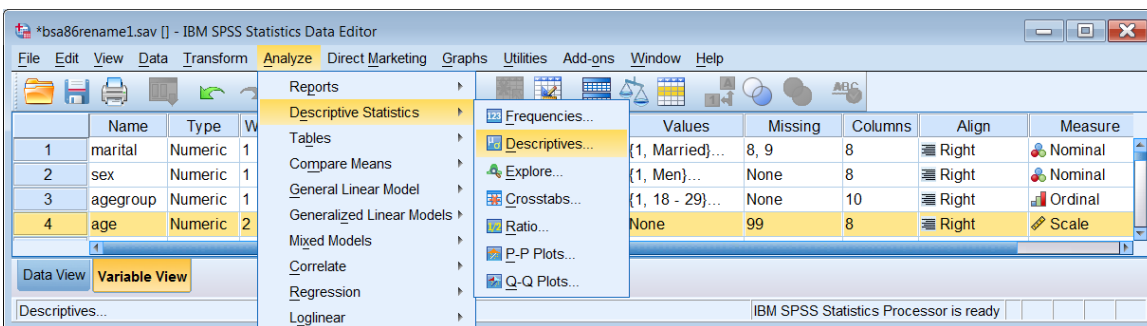 *bsa86rename1.sav [] - IBM SPSS Statistics Data Editor
File Edit View Data Transform Analyze Direct Marketing Graphs Utilities Add-ons Window Help
Reports
Descriptive Statistics
Tables
Compare Means
General Linear Model
Generalized Linear Models
Mixed Models
Correlate
Regression
Loglinear
Frequencies...
Descriptives...
Explore...
Crosstabs...
Ratio...
P-P Plots...
Q-Q Plots...
Name Type W Values Missing Columns Align Measure
1 marital Numeric 1 {1, Married}... 8, 9 8 Right Nominal
2 sex Numeric 1 {1, Men}... None 8 Right Nominal
3 agegroup Numeric 1 {1, 18 - 29}... None 10 Right Ordinal
4 age Numeric 2 None 99 8 Right Scale
Data View Variable View
Descriptives... IBM SPSS Statistics Processor is ready